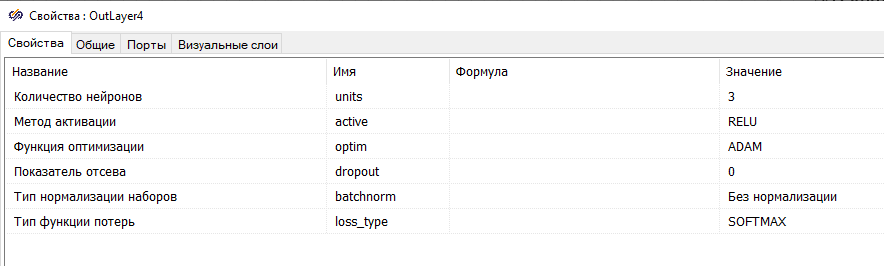 Свойства : OutLayer4
Свойства Общие Порты Визуальные слои
Название Имя Формула Значение
Количество нейронов units 3
Метод активации active RELU
Функция оптимизации optim ADAM
Показатель отсева dropout 0
Тип нормализации наборов batchnorm Без нормализации
Тип функции потерь loss_type SOFTMAX